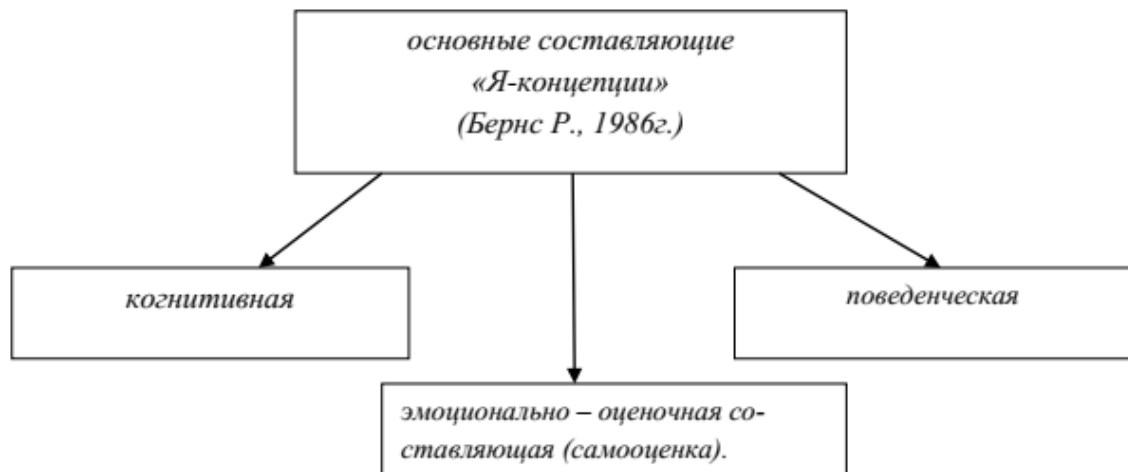 основные составляющие
«Я-концепции»
(Бернс Р., 1986г.)
когнитивная
поведенческая
эмоционально – оценочная со-
ставляющая (самооценка).